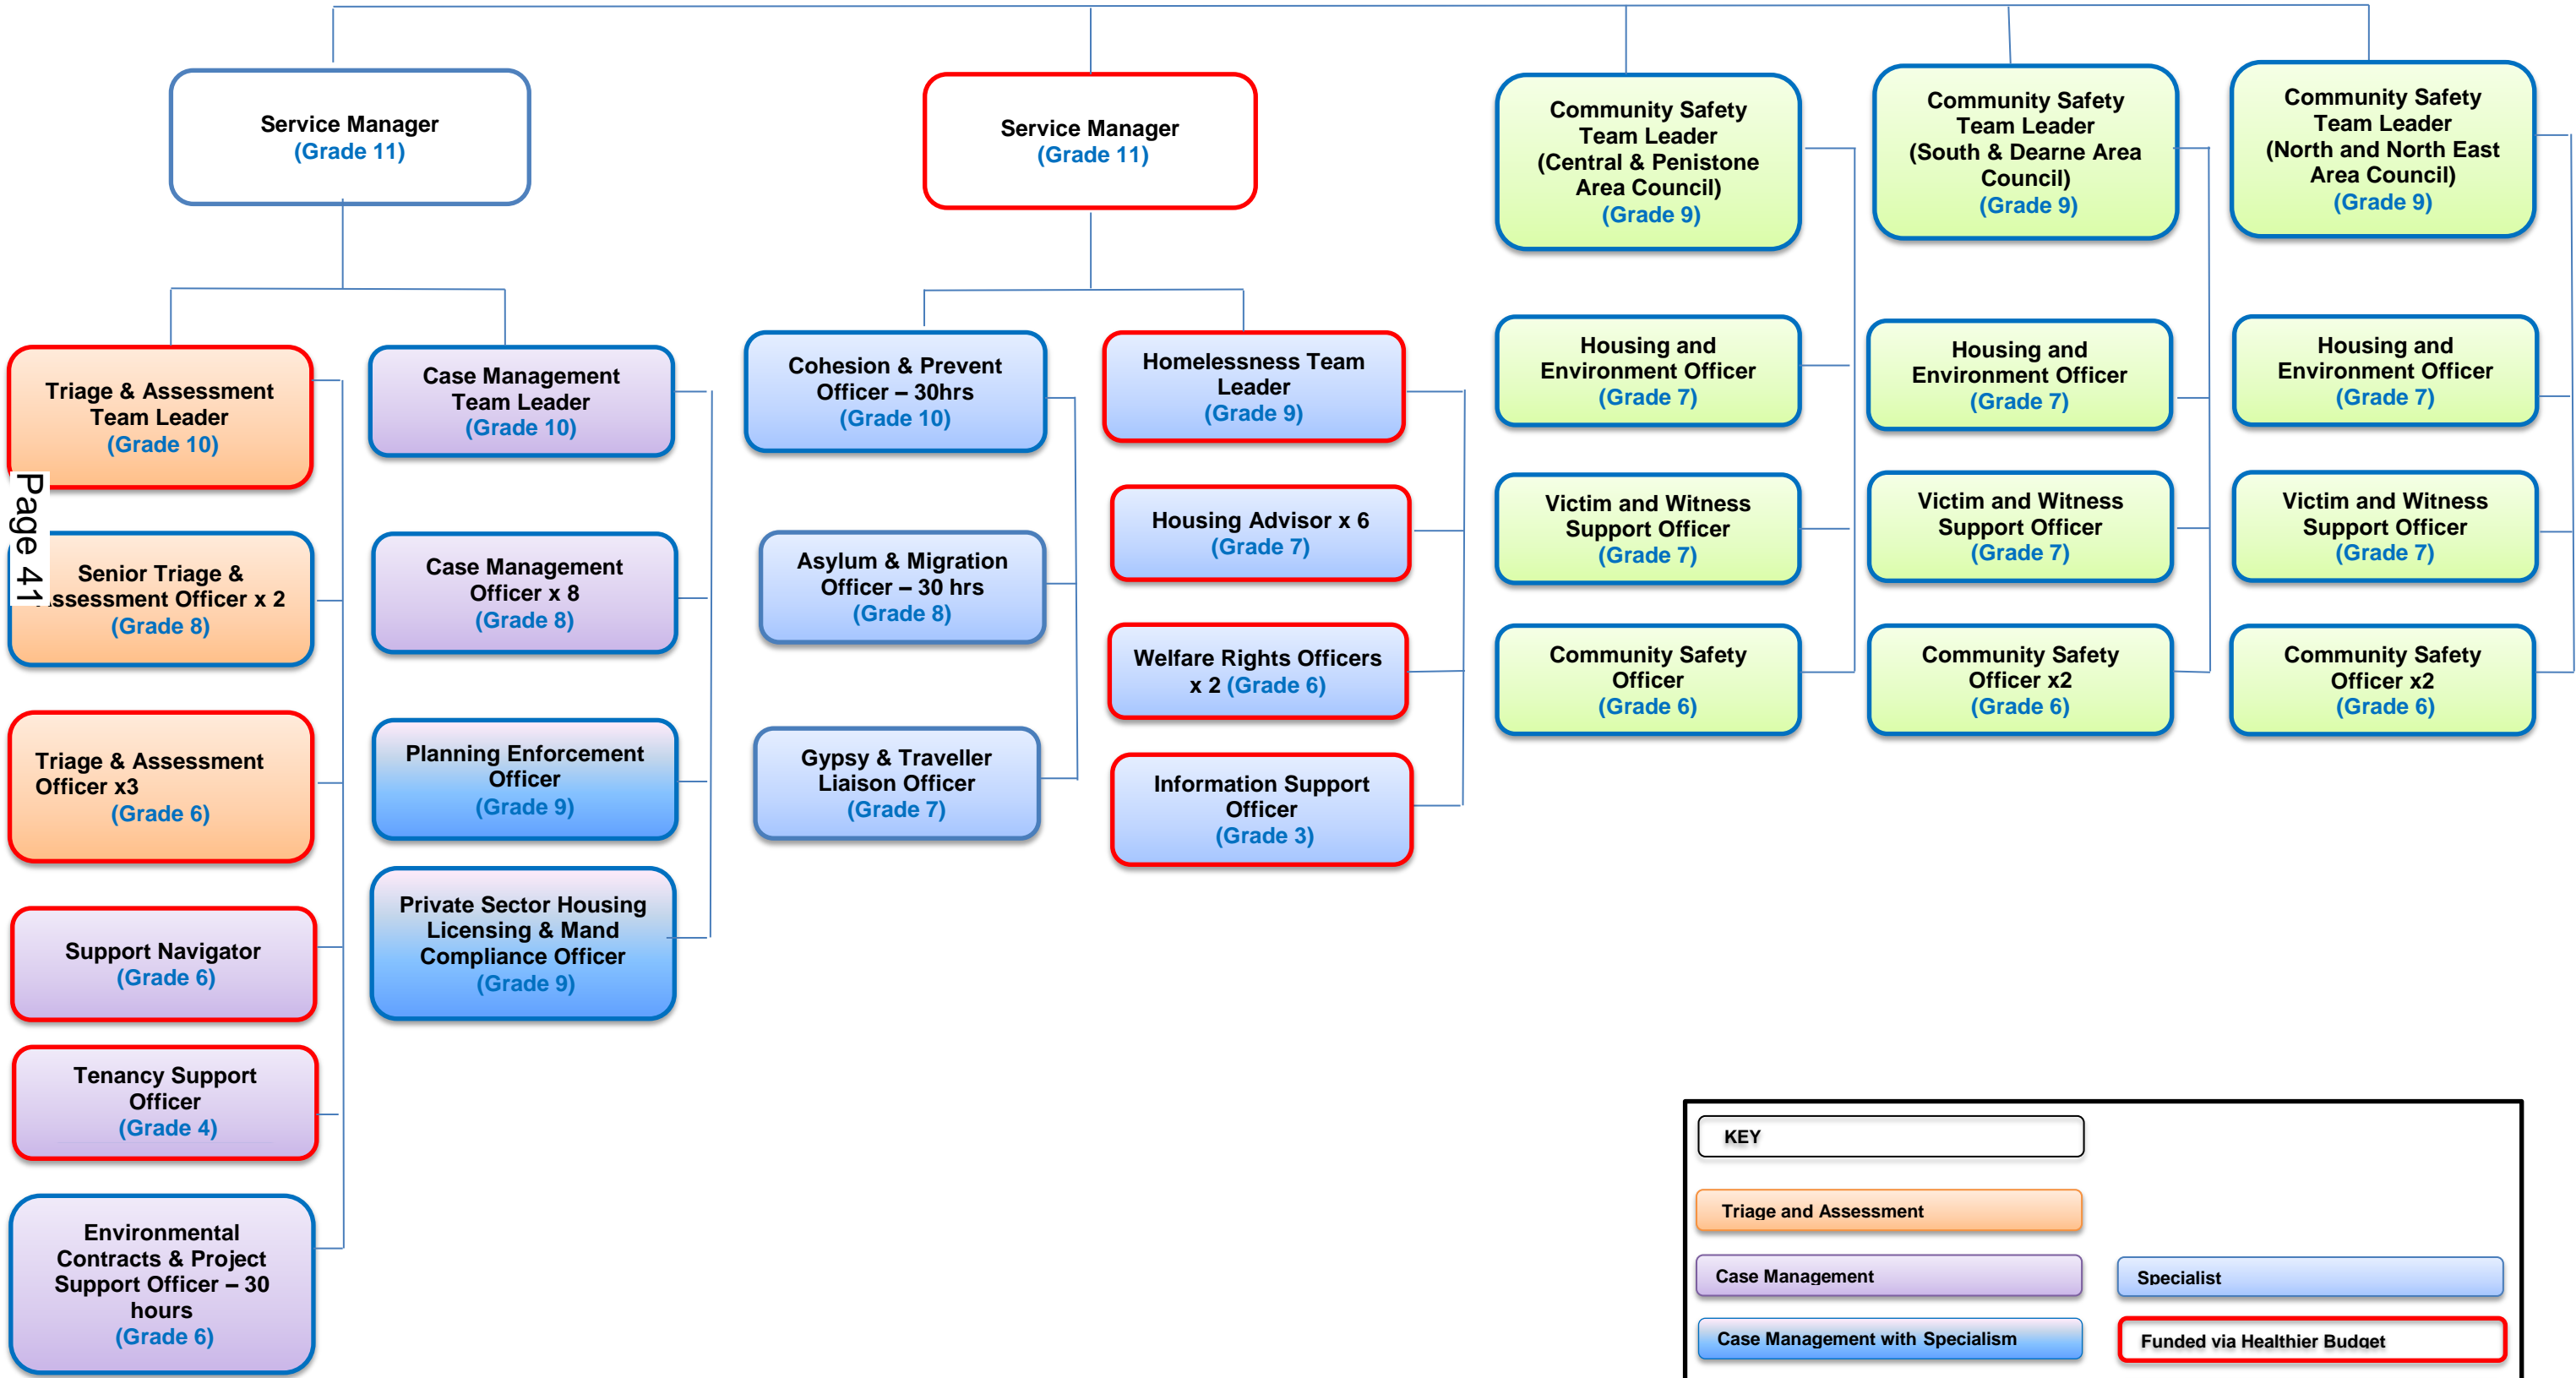 Service Manager
(Grade 11)
Service Manager
(Grade 11)
Community Safety
Team Leader
(Central & Penistone
Area Council)
(Grade 9)
Community Safety
Team Leader
(South & Dearne Area
Council)
(Grade 9)
Community Safety
Team Leader
(North and North East
Area Council)
(Grade 9)
Triage & Assessment
Team Leader
(Grade 10)
Senior Triage &
ssessment Officer x 2
(Grade 8)
Triage & Assessment
Officer x3
(Grade 6)
Support Navigator
(Grade 6)
Tenancy Support
Officer
(Grade 4)
Environmental
Contracts & Project
Support Officer – 30
hours
(Grade 6)
Case Management
Team Leader
(Grade 10)
Case Management
Officer x 8
(Grade 8)
Planning Enforcement
Officer
(Grade 9)
Private Sector Housing
Licensing & Mand
Compliance Officer
(Grade 9)
Cohesion & Prevent
Officer – 30hrs
(Grade 10)
Asylum & Migration
Officer – 30 hrs
(Grade 8)
Gypsy & Traveller
Liaison Officer
(Grade 7)
Homelessness Team
Leader
(Grade 9)
Housing Advisor x 6
(Grade 7)
Welfare Rights Officers
x 2 (Grade 6)
Information Support
Officer
(Grade 3)
Housing and
Environment Officer
(Grade 7)
Victim and Witness
Support Officer
(Grade 7)
Community Safety
Officer
(Grade 6)
Housing and
Environment Officer
(Grade 7)
Victim and Witness
Support Officer
(Grade 7)
Community Safety
Officer x2
(Grade 6)
Housing and
Environment Officer
(Grade 7)
Victim and Witness
Support Officer
(Grade 7)
Community Safety
Officer x2
(Grade 6)
Page 41
KEY
Triage and Assessment
Case Management
Specialist
Case Management with Specialism
Funded via Healthier Budget